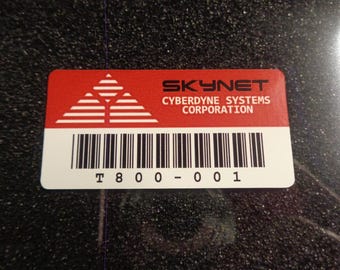 SKYNET
CYBERDYNE SYSTEMS
CORPORATION
T800-001